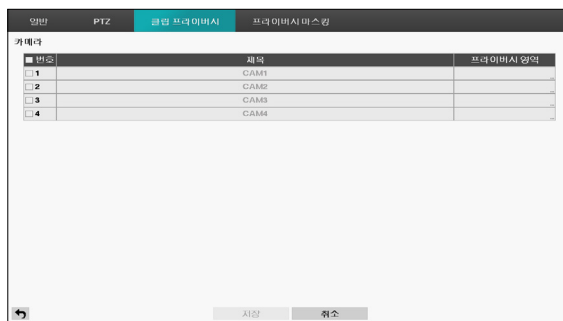 일반 PTZ 클립 프라이버시 프라이버시 마스킹
카메라
번호 제목 프라이버시 영역
1 CAM1 ...
2 CAM2 ...
3 CAM3 ...
4 CAM4 ...
저장 취소